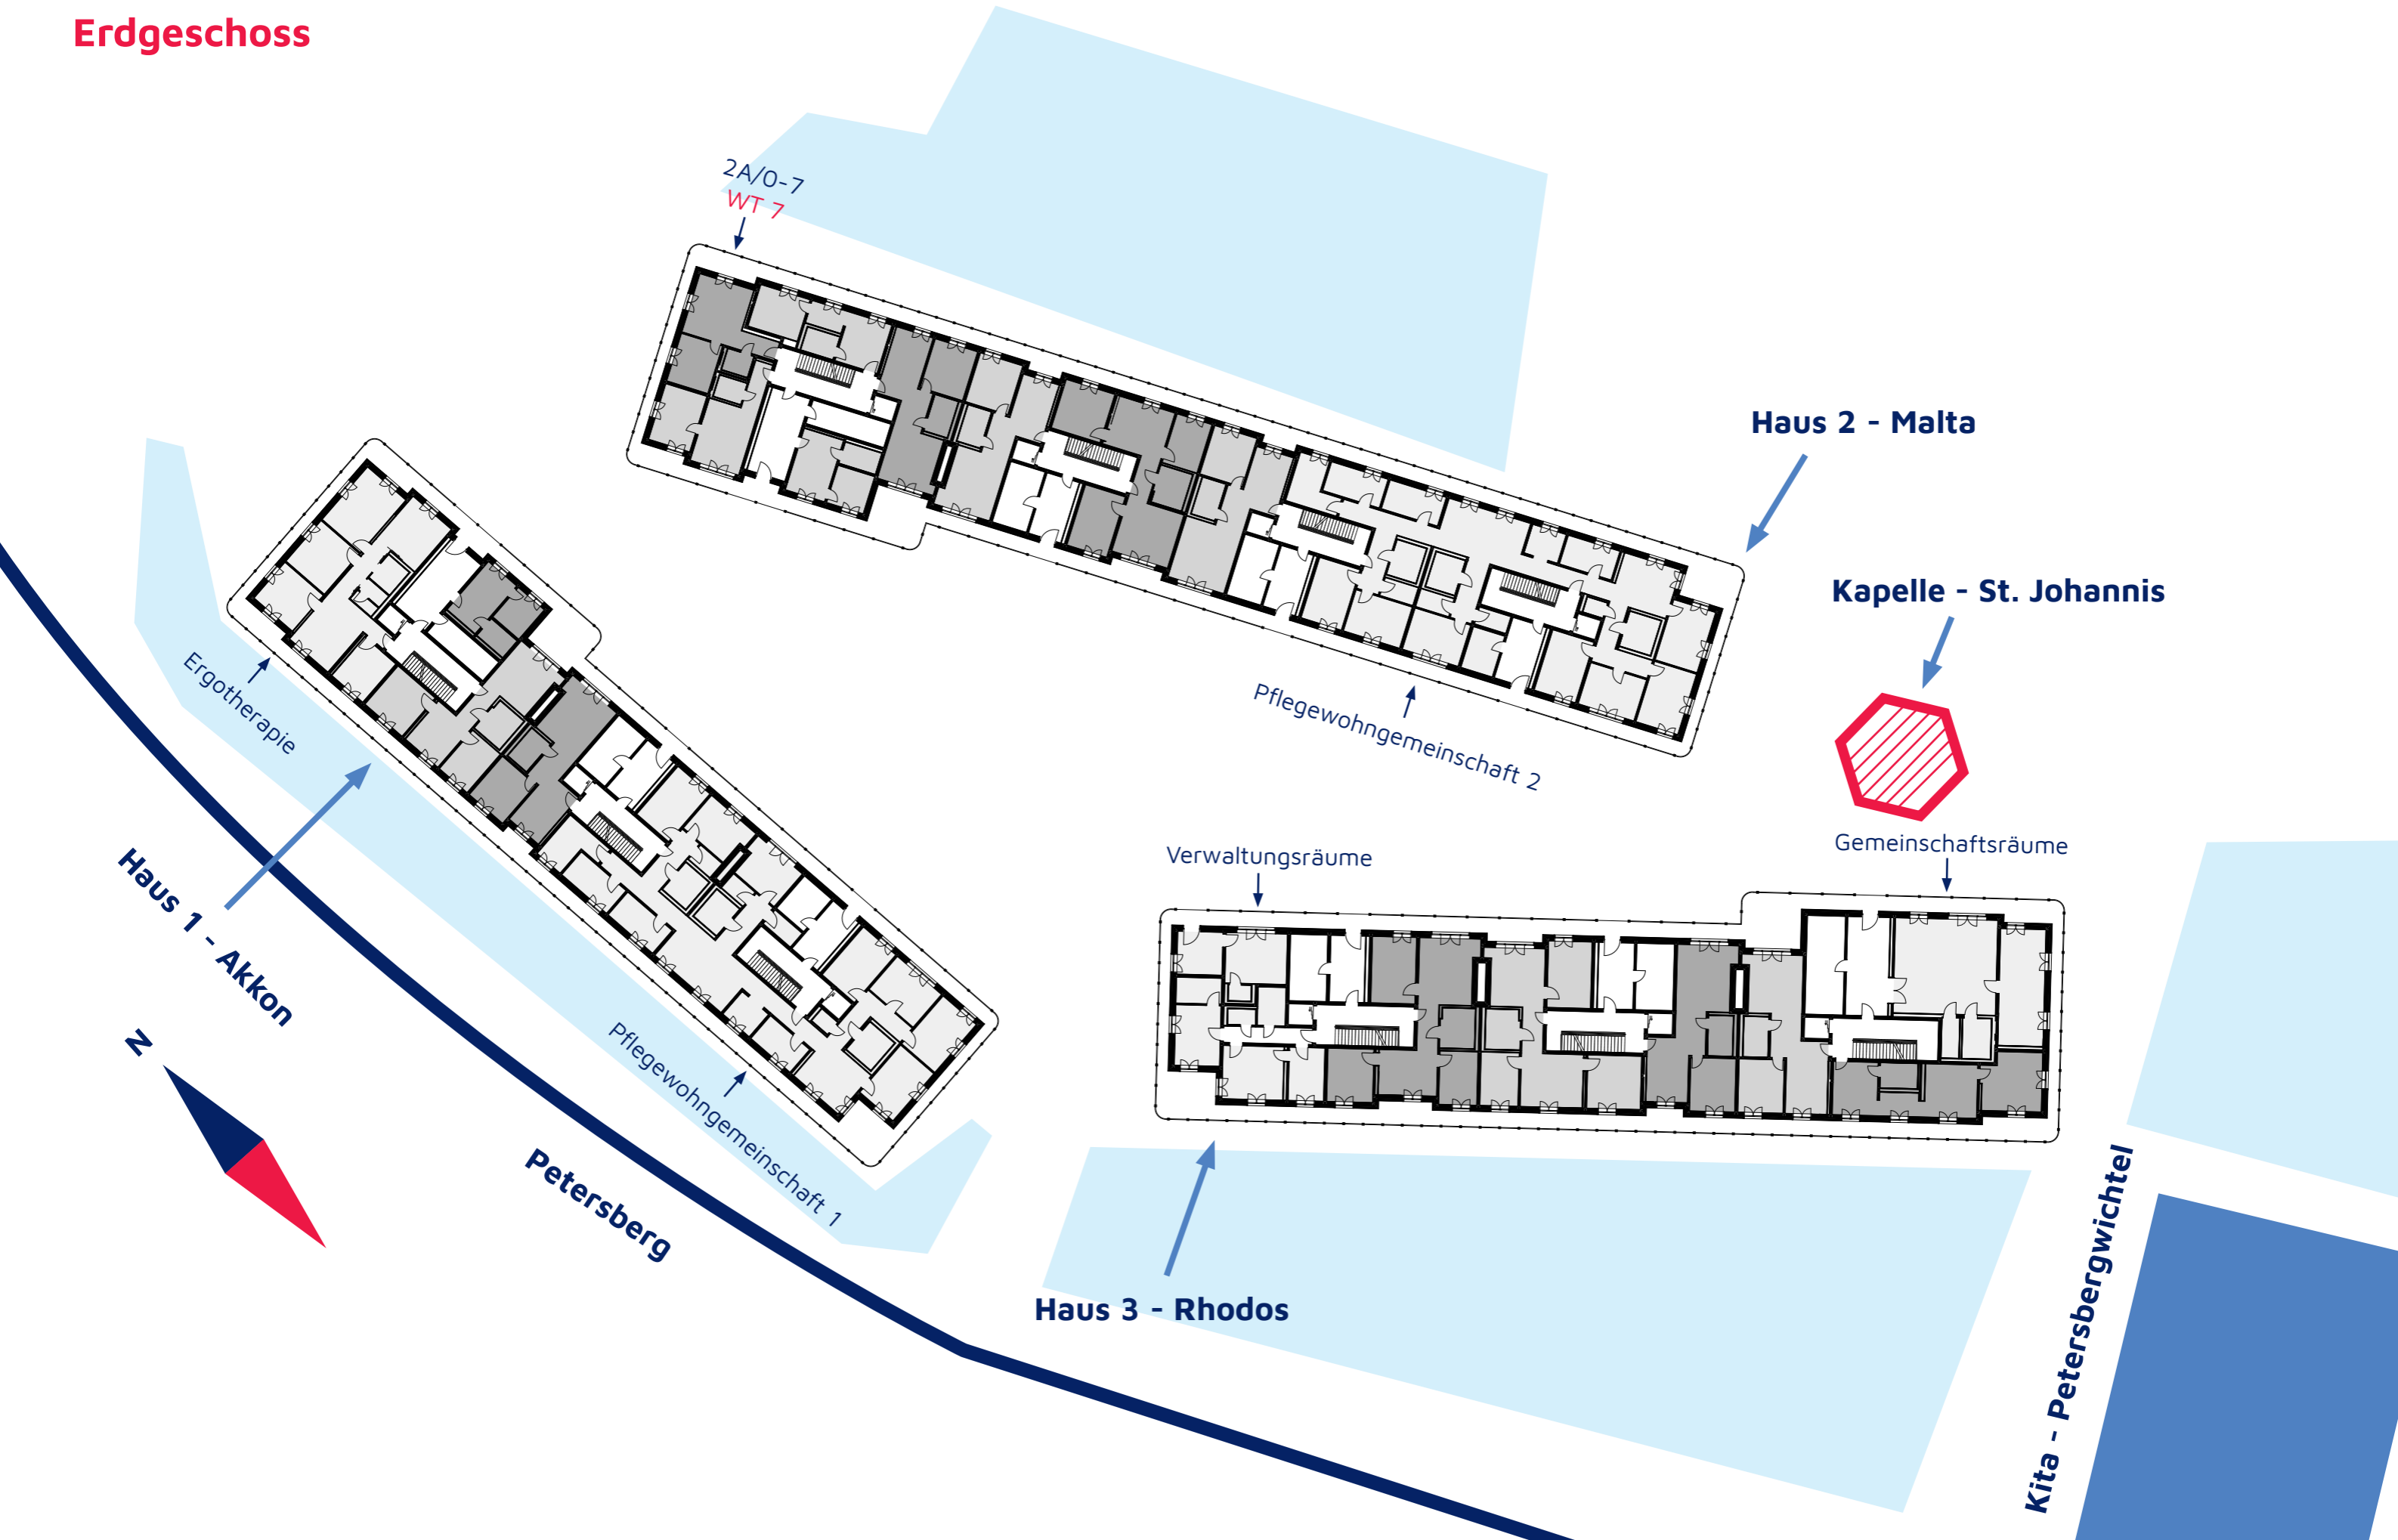 Erdgeschoss
2A/0-7
WT 7
Haus 2 - Malta
Kapelle - St. Johannis
Ergotherapie
Pflegewohngemeinschaft 2
Verwaltungsräume
Gemeinschaftsräume
Haus 1 - Akkon
N
Pflegewohngemeinschaft 1
Petersberg
Haus 3 - Rhodos
Kita - Petersbergwichtel